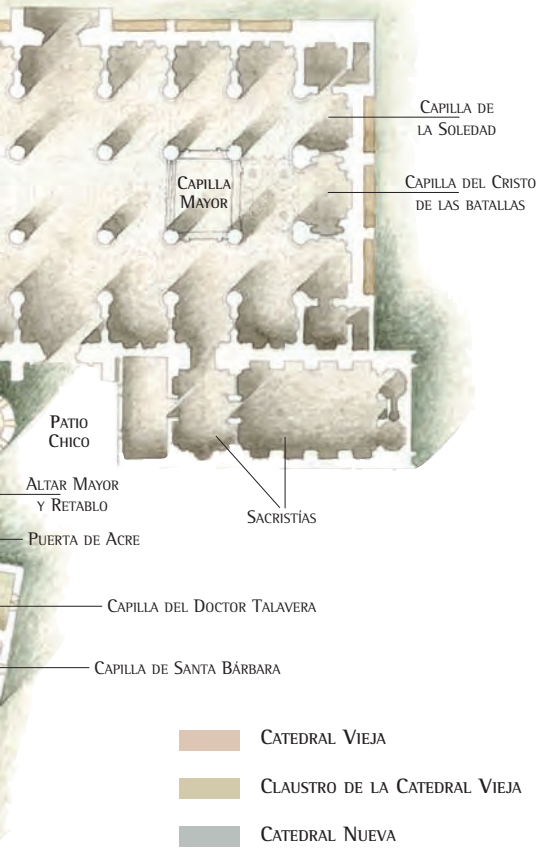 Capilla de
la Soledad
Capilla del Cristo
de las batallas
Capilla
Mayor
Patio
Chico
Altar Mayor
y Retablo
Sacristías
Puerta de Acre
Capilla del Doctor Talavera
Capilla de Santa Bárbara
Catedral Vieja
Claustro de la Catedral Vieja
Catedral Nueva